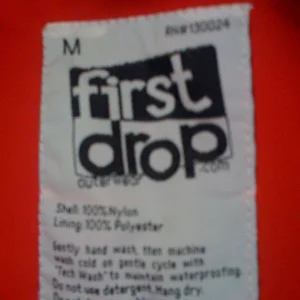 M
RN# 130024
first
drop
.com
outerwear
Shell: 100% Nylon
Lining: 100% Polyester
Gently hand wash, then machine
wash cold on gentle cycle with
"Tech Wash" to maintain waterproofing.
Do not use detergent. Hang dry.